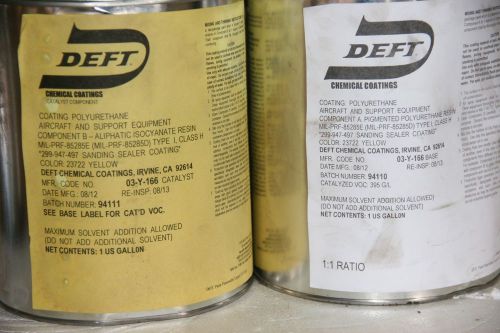 DEFT
CHEMICAL COATINGS
CATALYST COMPONENT
COATING POLYURETHANE
AIRCRAFT AND SUPPORT EQUIPMENT
COMPONENT B – ALIPHATIC ISOCYANATE RESIN
MIL-PRF-85285E (MIL-PRF-85285D) TYPE I, CLASS H
"299-947-497 SANDING SEALER COATING"
COLOR: 23722 YELLOW
DEFT CHEMICAL COATINGS, IRVINE, CA 92614
MFR. CODE NO. 03-Y-166 CATALYST
DATE MFG.: 08/12 RE-INSP: 08/13
BATCH NUMBER: 94111
SEE BASE LABEL FOR CAT'D VOC.
MAXIMUM SOLVENT ADDITION ALLOWED
(DO NOT ADD ADDITIONAL SOLVENT)
NET CONTENTS: 1 US GALLON
DEFT
CHEMICAL COATINGS
COATING: POLYURETHANE
AIRCRAFT AND SUPPORT EQUIPMENT
COMPONENT A: PIGMENTED POLYURETHANE RESIN
MIL-PRF-85285E (MIL-PRF-85285D) TYPE I, CLASS H
"299-947-497 SANDING SEALER COATING"
COLOR: 23722 YELLOW
DEFT CHEMICAL COATINGS, IRVINE, CA 92614
MFR. CODE NO. 03-Y-166 BASE
DATE MFG.: 08/12 RE-INSP: 08/13
BATCH NUMBER: 94110
CATALYZED VOC: 395 G/L
NET CONTENTS: 1 US GALLON
MAXIMUM SOLVENT ADDITION ALLOWED
(DO NOT ADD ADDITIONAL SOLVENT)
1:1 RATIO